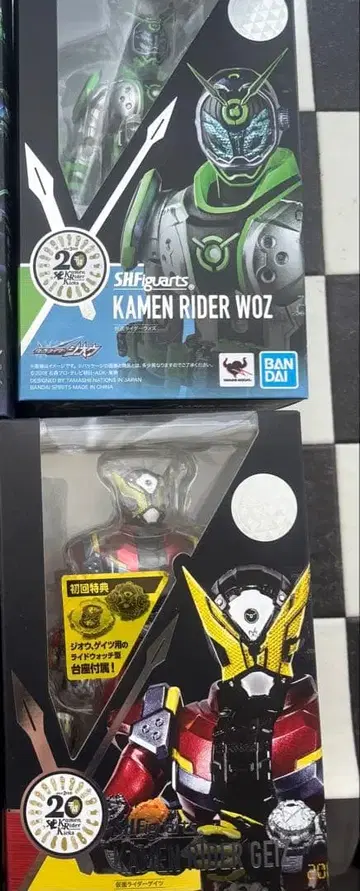 20
Kamen
Rider
Kicks
S.H.Figuarts
KAMEN RIDER WOZ
仮面ライダーウォズ
DESIGNED BY TAMASHII NATIONS IN JAPAN
BANDAI SPIRITS MADE IN CHINA
BAN
DAI
初回特典
ジオウ、ゲイツ用の
ライドウォッチ型
台座付属!
20
Kamen
Rider
Kicks
S.H.Figuarts
KAMEN RIDER GEIZ
仮面ライダーゲイツ